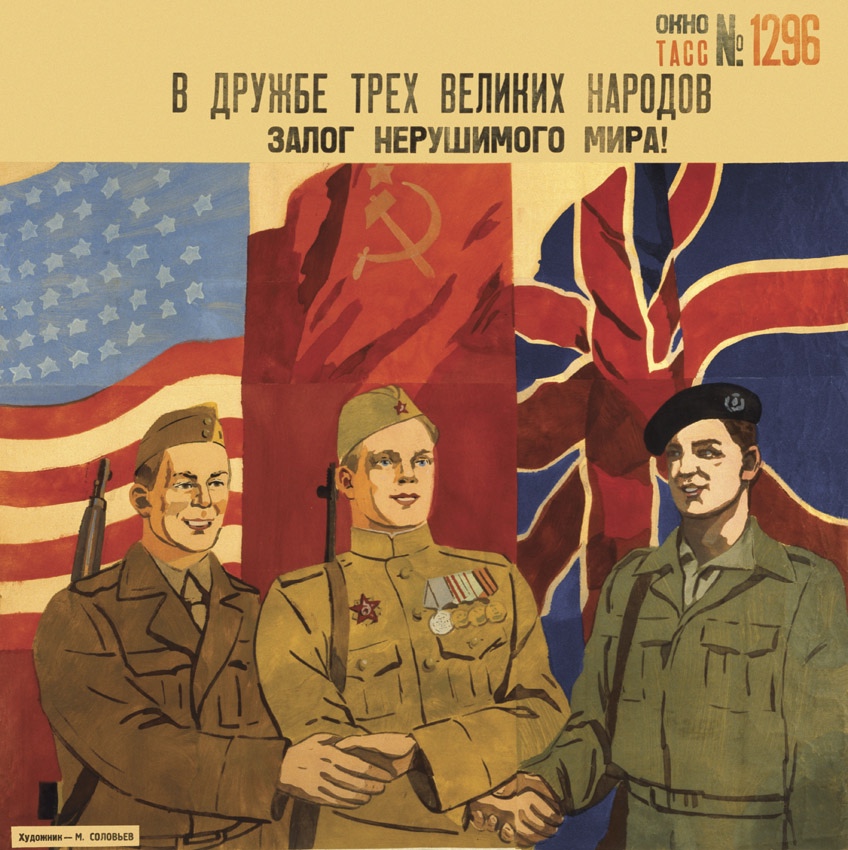 ОКНО
ТАСС № 1296
В ДРУЖБЕ ТРЕХ ВЕЛИКИХ НАРОДОВ
ЗАЛОГ НЕРУШИМОГО МИРА!
Художник — М. СОЛОВЬЕВ